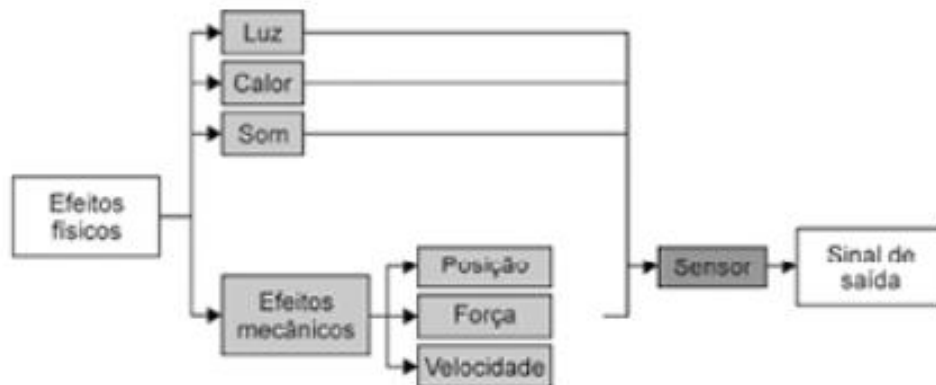 Luz
Calor
Som
Efeitos
físicos
Efeitos
mecânicos
Posição
Força
Velocidade
Sensor
Sinal de
saída